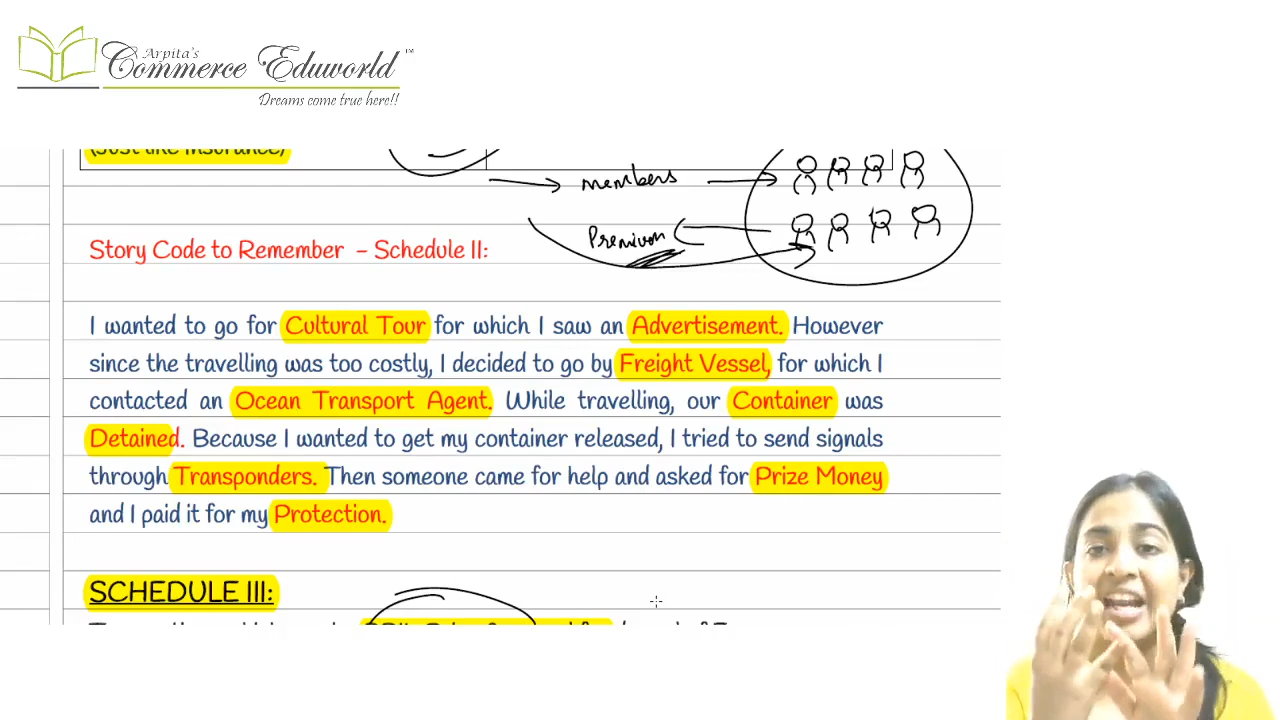 Arpita's
Commerce Eduworld™
Dreams come true here!!
(Just like Insurance)
members
Premium
Story Code to Remember – Schedule II:
I wanted to go for Cultural Tour for which I saw an Advertisement. However
since the travelling was too costly, I decided to go by Freight Vessel, for which I
contacted an Ocean Transport Agent. While travelling, our Container was
Detained. Because I wanted to get my container released, I tried to send signals
through Transponders. Then someone came for help and asked for Prize Money
and I paid it for my Protection.
SCHEDULE III: